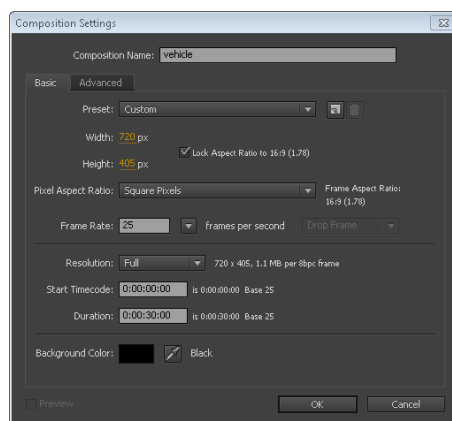 Composition Settings
Composition Name: vehicle
Basic Advanced
Preset: Custom
Width: 720 px
Lock Aspect Ratio to 16:9 (1.78)
Height: 405 px
Pixel Aspect Ratio: Square Pixels
Frame Aspect Ratio:
16:9 (1.78)
Frame Rate: 25 frames per second Drop Frame
Resolution: Full 720 x 405, 1.1 MB per 8bpc frame
Start Timecode: 0:00:00:00 is 0:00:00:00 Base 25
Duration: 0:00:30:00 is 0:00:30:00 Base 25
Background Color: Black
Preview OK Cancel